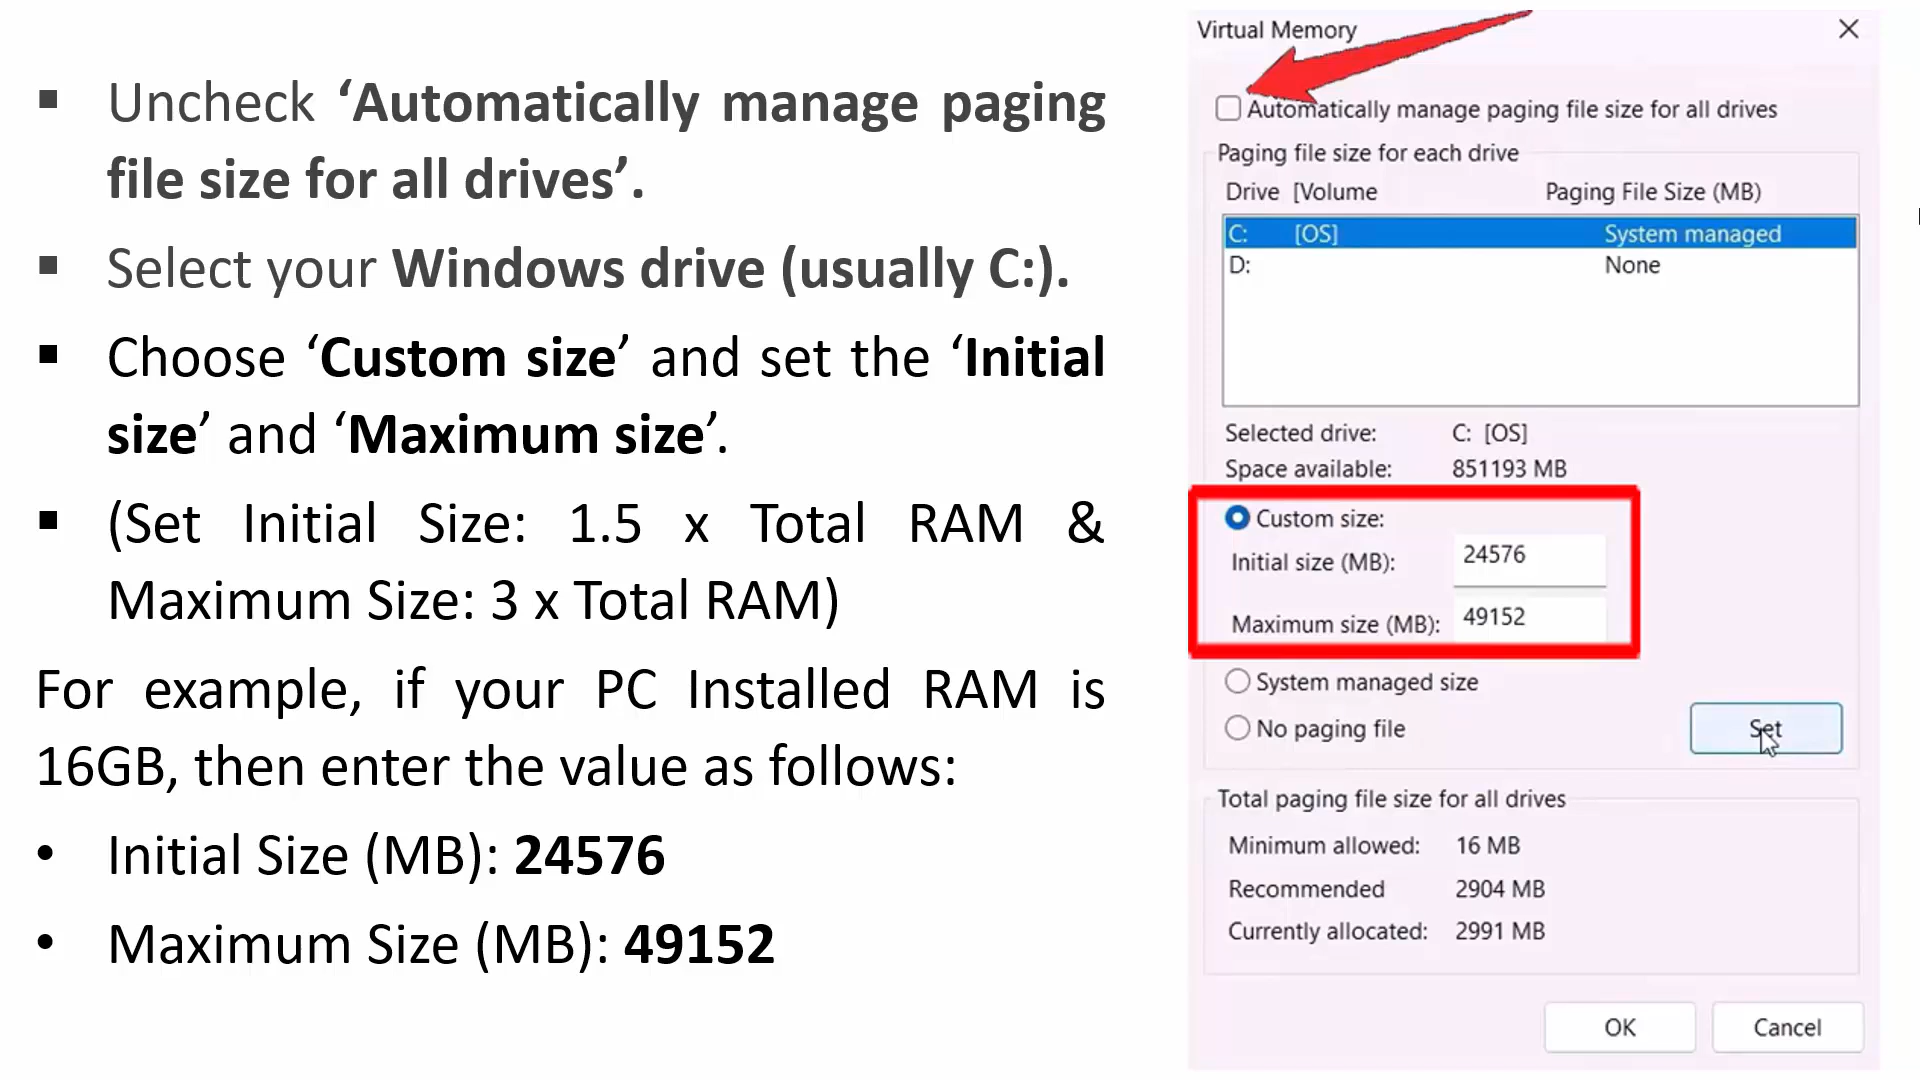 ▪ Uncheck ‘Automatically manage paging
file size for all drives’.
▪ Select your Windows drive (usually C:).
▪ Choose ‘Custom size’ and set the ‘Initial
size’ and ‘Maximum size’.
▪ (Set Initial Size: 1.5 x Total RAM &
Maximum Size: 3 x Total RAM)
For example, if your PC Installed RAM is
16GB, then enter the value as follows:
• Initial Size (MB): 24576
• Maximum Size (MB): 49152
Virtual Memory
Automatically manage paging file size for all drives
Paging file size for each drive
Drive [Volume Paging File Size (MB)
C: [OS] System managed
D: None
Selected drive: C: [OS]
Space available: 851193 MB
Custom size:
Initial size (MB): 24576
Maximum size (MB): 49152
System managed size
No paging file
Set
Total paging file size for all drives
Minimum allowed: 16 MB
Recommended 2904 MB
Currently allocated: 2991 MB
OK Cancel